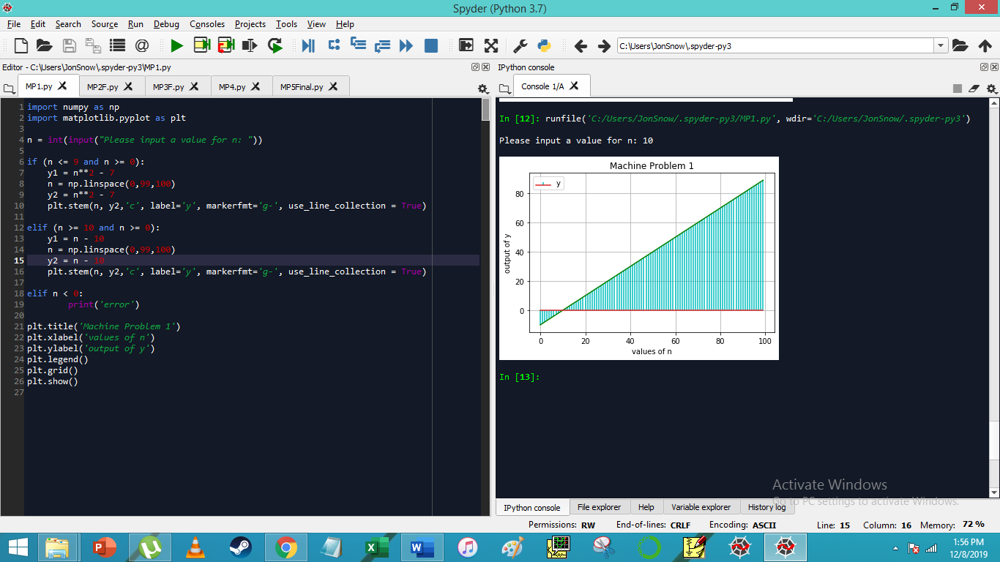 Spyder (Python 3.7)
File Edit Search Source Run Debug Consoles Projects Tools View Help
C:\Users\JonSnow\.spyder-py3
Editor - C:\Users\JonSnow\.spyder-py3\MP1.py
MP1.py MP2F.py MP3F.py MP4.py MP5Final.py
1 import numpy as np
2 import matplotlib.pyplot as plt
3
4 n = int(input("Please input a value for n: "))
5
6 if (n <= 9 and n >= 0):
7     y1 = n**2 - 7
8     n = np.linspace(0,99,100)
9     y2 = n**2 - 7
10     plt.stem(n, y2,'c', label='y', markerfmt='g-', use_line_collection = True)
11
12 elif (n >= 10 and n >= 0):
13     y1 = n - 10
14     n = np.linspace(0,99,100)
15     y2 = n - 10
16     plt.stem(n, y2,'c', label='y', markerfmt='g-', use_line_collection = True)
17
18 elif n < 0:
19         print('error')
20
21 plt.title('Machine Problem 1')
22 plt.xlabel('values of n')
23 plt.ylabel('output of y')
24 plt.legend()
25 plt.grid()
26 plt.show()
27
IPython console
Console 1/A
In [12]: runfile('C:/Users/JonSnow/.spyder-py3/MP1.py', wdir='C:/Users/JonSnow/.spyder-py3')
Please input a value for n: 10
Machine Problem 1
y
80
60
40
20
0
output of y
0 20 40 60 80 100
values of n
In [13]:
Activate Windows
Go to PC settings to activate Windows.
IPython console File explorer Help Variable explorer History log
Permissions: RW End-of-lines: CRLF Encoding: ASCII Line: 15 Column: 16 Memory: 72 %
1:56 PM
12/8/2019